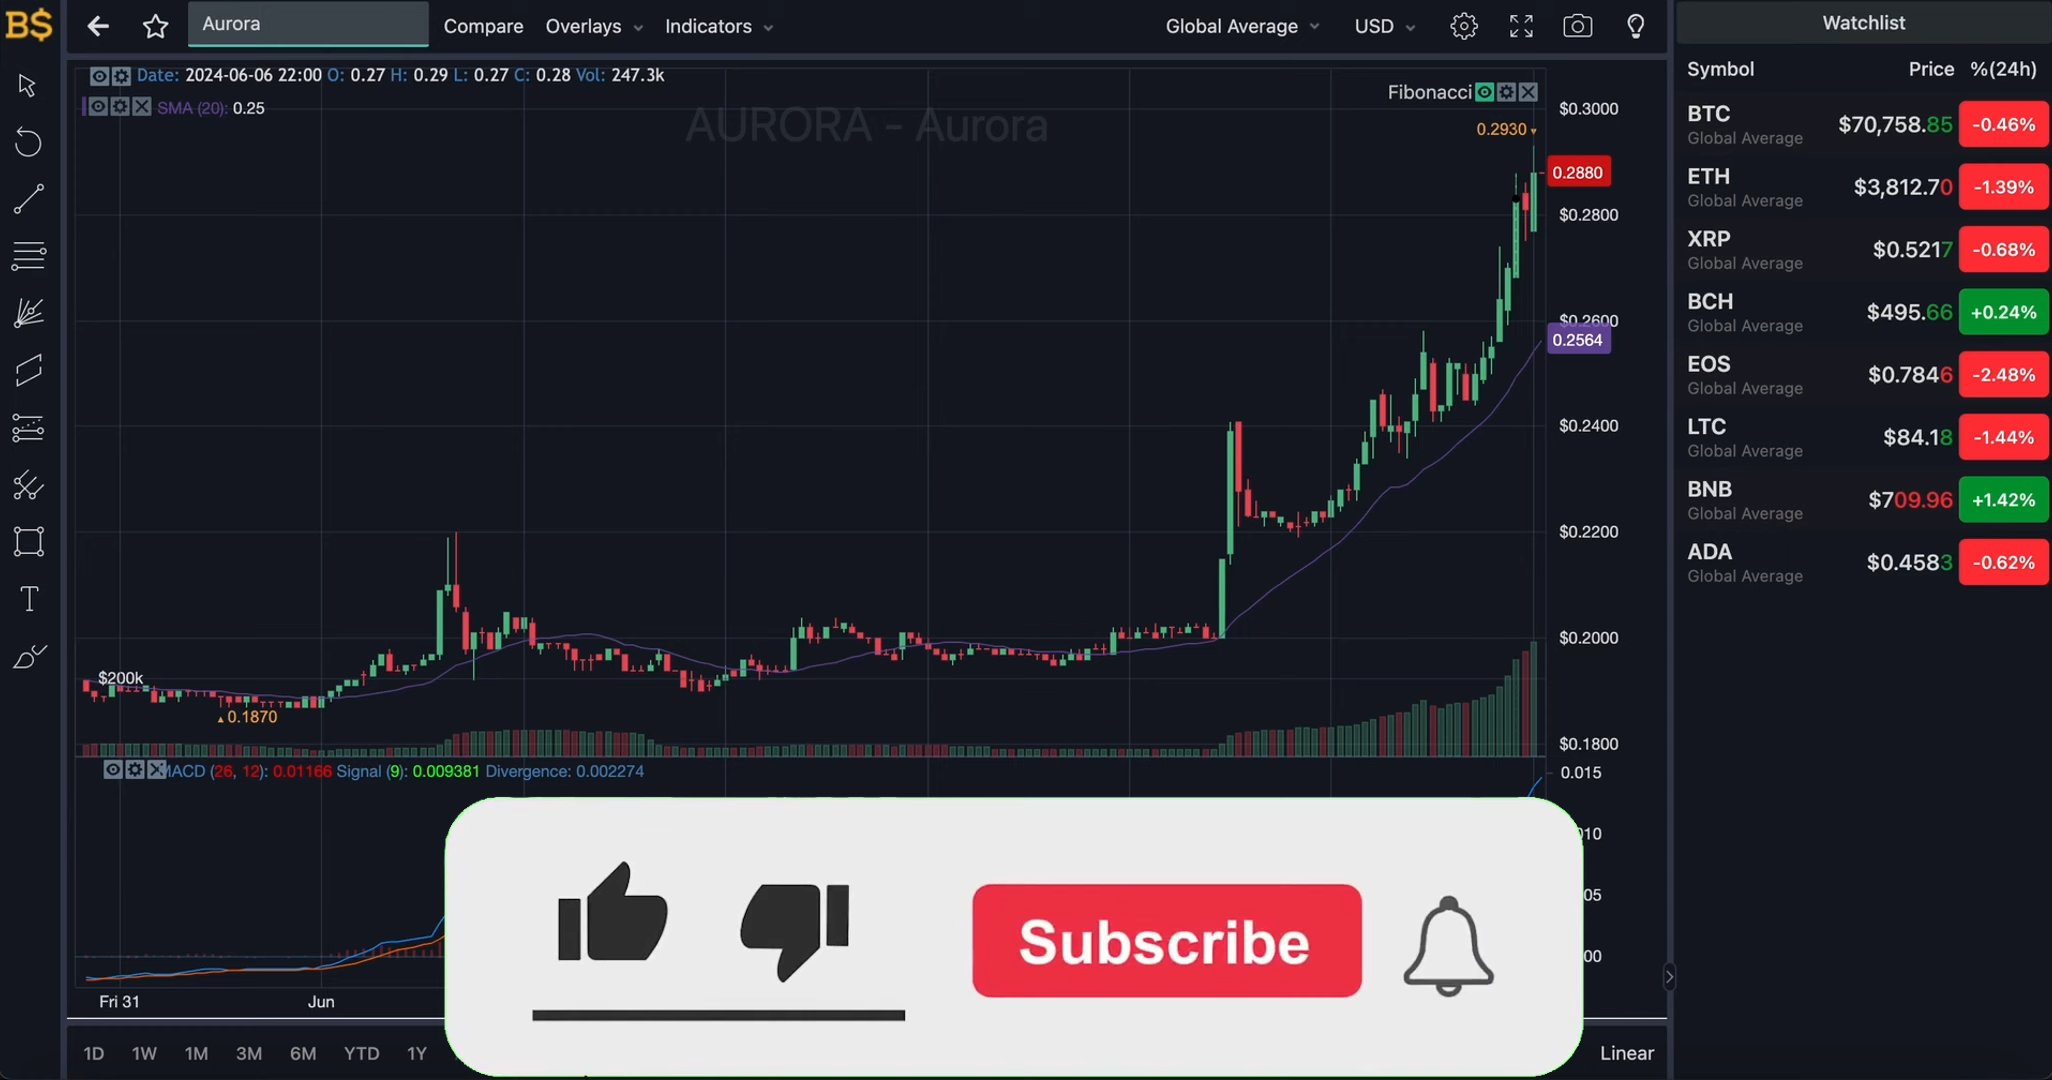 B$
Aurora
Compare
Overlays
Indicators
Global Average
USD
Watchlist
Symbol Price %(24h)
Date: 2024-06-06 22:00 O: 0.27 H: 0.29 L: 0.27 C: 0.28 Vol: 247.3k
SMA (20): 0.25
AURORA - Aurora
Fibonacci
0.2930
$0.3000
0.2880
$0.2800
$0.2600
0.2564
$0.2400
$0.2200
$0.2000
$0.1800
$200k
0.1870
MACD (26, 12): 0.01166 Signal (9): 0.009381 Divergence: 0.002274
0.015
10
05
00
Fri 31
Jun
Subscribe
1D 1W 1M 3M 6M YTD 1Y
Linear
BTC $70,758.85 -0.46%
Global Average
ETH $3,812.70 -1.39%
Global Average
XRP $0.5217 -0.68%
Global Average
BCH $495.66 +0.24%
Global Average
EOS $0.7846 -2.48%
Global Average
LTC $84.18 -1.44%
Global Average
BNB $709.96 +1.42%
Global Average
ADA $0.4583 -0.62%
Global Average